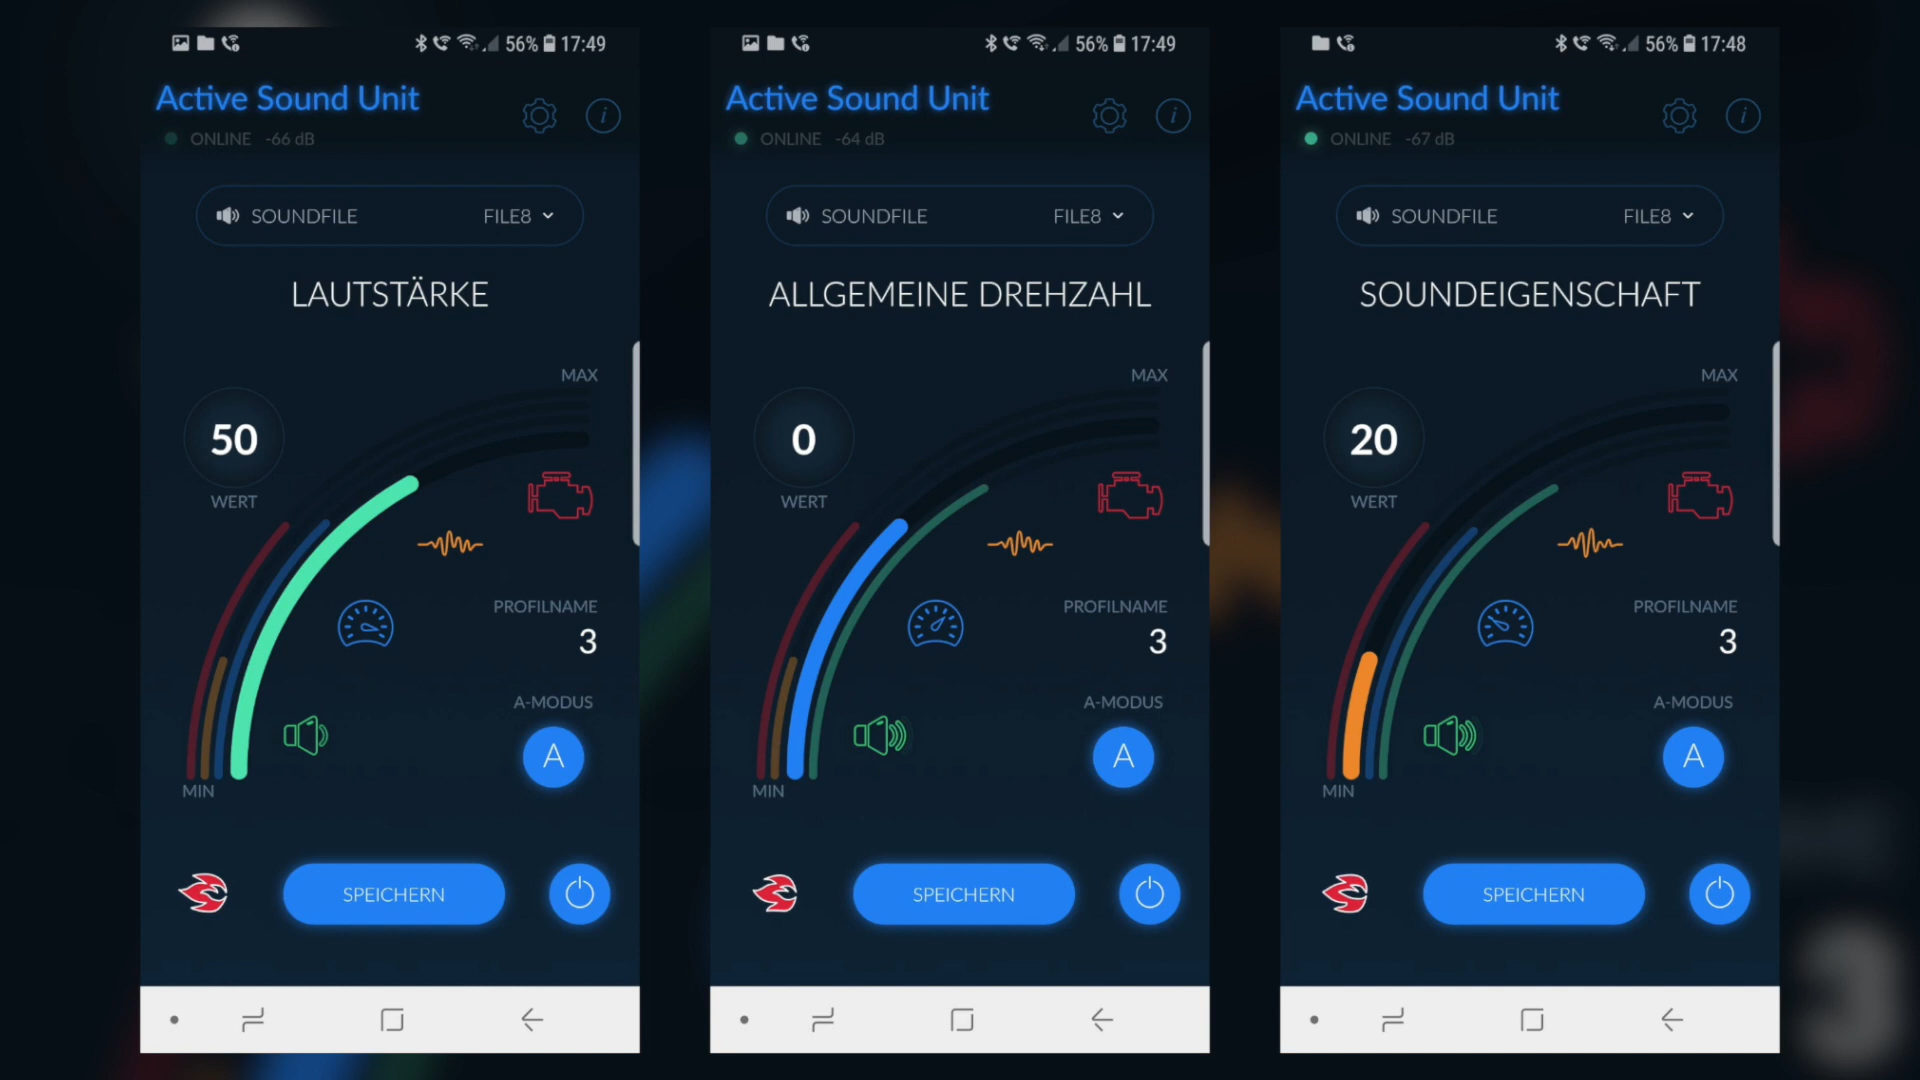 56% 17:49
Active Sound Unit
ONLINE -66 dB
SOUNDFILE FILE8
LAUTSTÄRKE
MAX
50
WERT
PROFILNAME
3
A-MODUS
A
MIN
SPEICHERN
56% 17:49
Active Sound Unit
ONLINE -64 dB
SOUNDFILE FILE8
ALLGEMEINE DREHZAHL
MAX
0
WERT
PROFILNAME
3
A-MODUS
A
MIN
SPEICHERN
56% 17:48
Active Sound Unit
ONLINE -67 dB
SOUNDFILE FILE8
SOUNDEIGENSCHAFT
MAX
20
WERT
PROFILNAME
3
A-MODUS
A
MIN
SPEICHERN
3